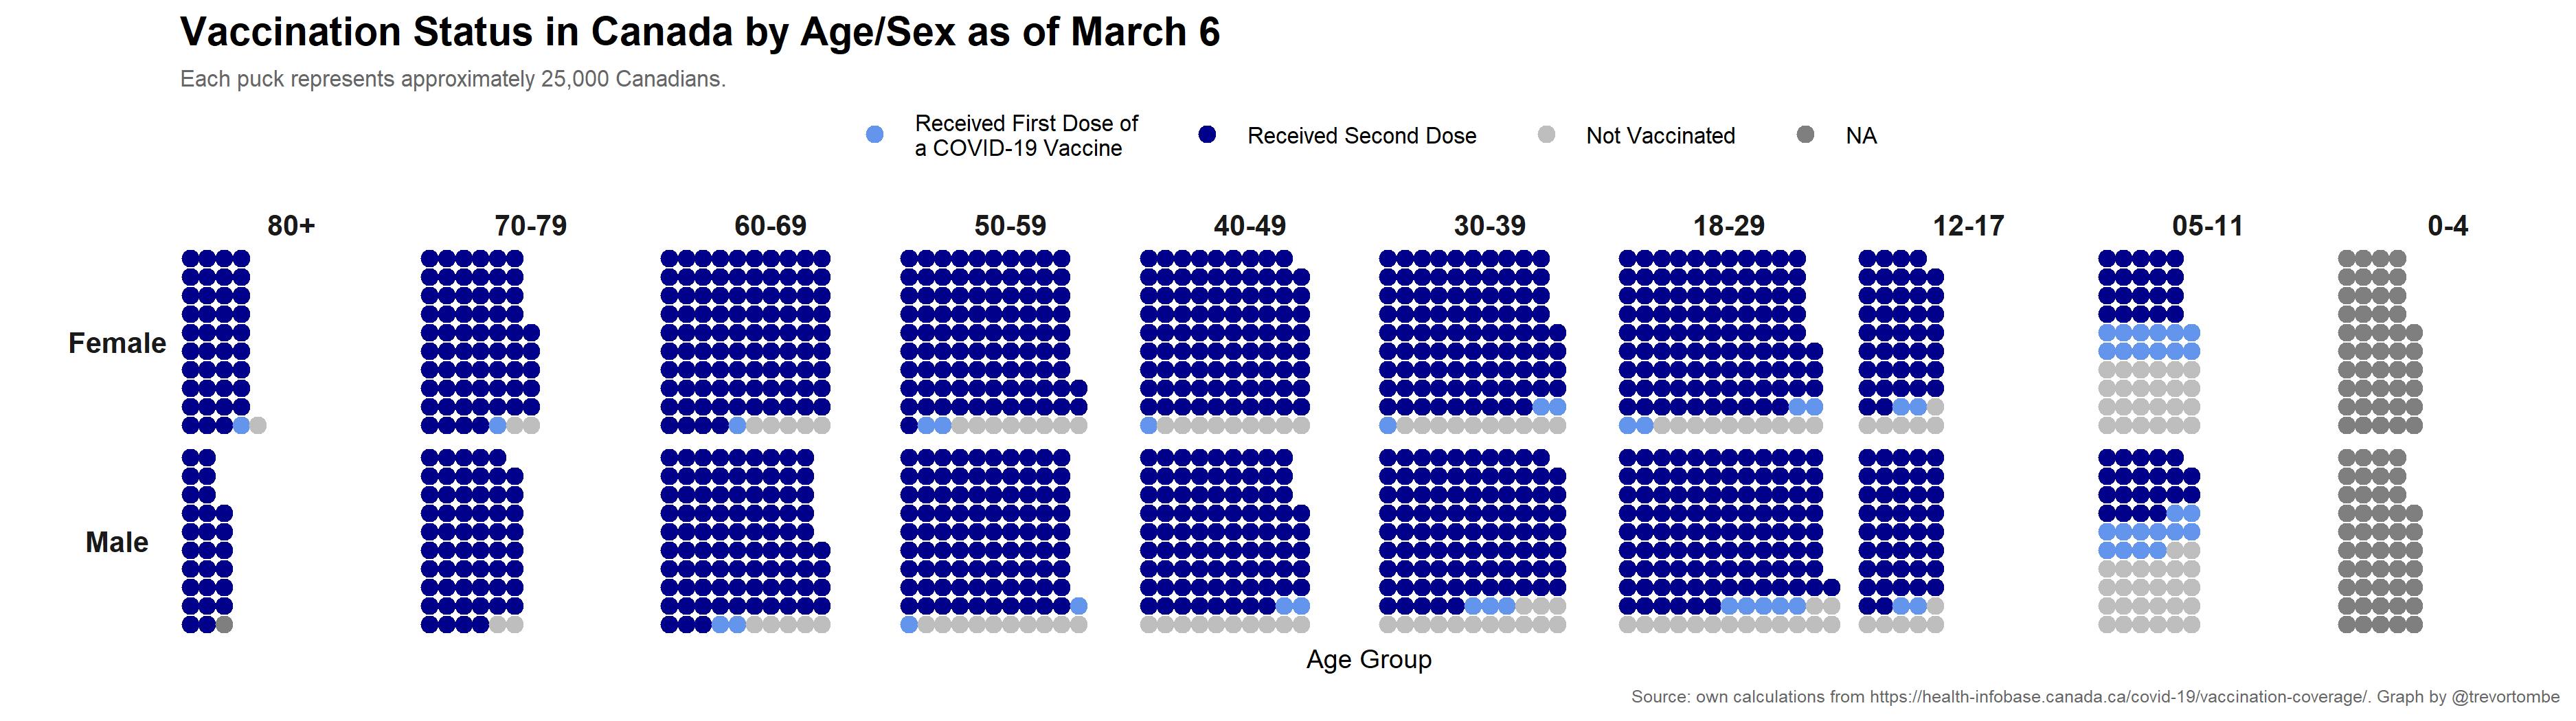 Vaccination Status in Canada by Age/Sex as of March 6
Each puck represents approximately 25,000 Canadians.
Received First Dose of
a COVID-19 Vaccine
Received Second Dose
Not Vaccinated
NA
80+ 70-79 60-69 50-59 40-49 30-39 18-29 12-17 05-11 0-4
Female
Male
Age Group
Source: own calculations from https://health-infobase.canada.ca/covid-19/vaccination-coverage/. Graph by @trevortombe